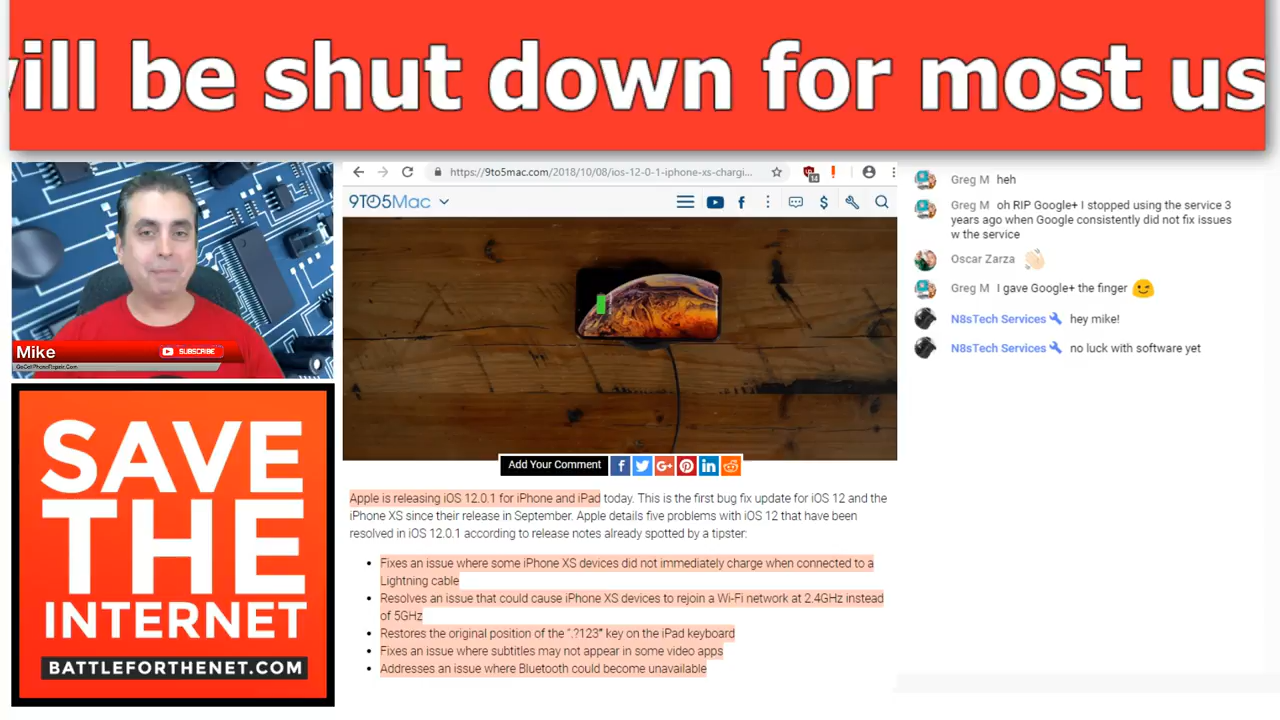 will be shut down for most us
https://9to5mac.com/2018/10/08/ios-12-0-1-iphone-xs-chargi...
14
9TO5Mac
Mike
SUBSCRIBE
SAVE
THE
INTERNET
BATTLEFORTHENET.COM
Add Your Comment
Apple is releasing iOS 12.0.1 for iPhone and iPad today. This is the first bug fix update for iOS 12 and the
iPhone XS since their release in September. Apple details five problems with iOS 12 that have been
resolved in iOS 12.0.1 according to release notes already spotted by a tipster:
• Fixes an issue where some iPhone XS devices did not immediately charge when connected to a
Lightning cable
• Resolves an issue that could cause iPhone XS devices to rejoin a Wi-Fi network at 2.4GHz instead
of 5GHz
• Restores the original position of the ".?123" key on the iPad keyboard
• Fixes an issue where subtitles may not appear in some video apps
• Addresses an issue where Bluetooth could become unavailable
Greg M heh
Greg M oh RIP Google+ I stopped using the service 3
years ago when Google consistently did not fix issues
w the service
Oscar Zarza 👋🏻
Greg M I gave Google+ the finger 😉
N8sTech Services hey mike!
N8sTech Services no luck with software yet